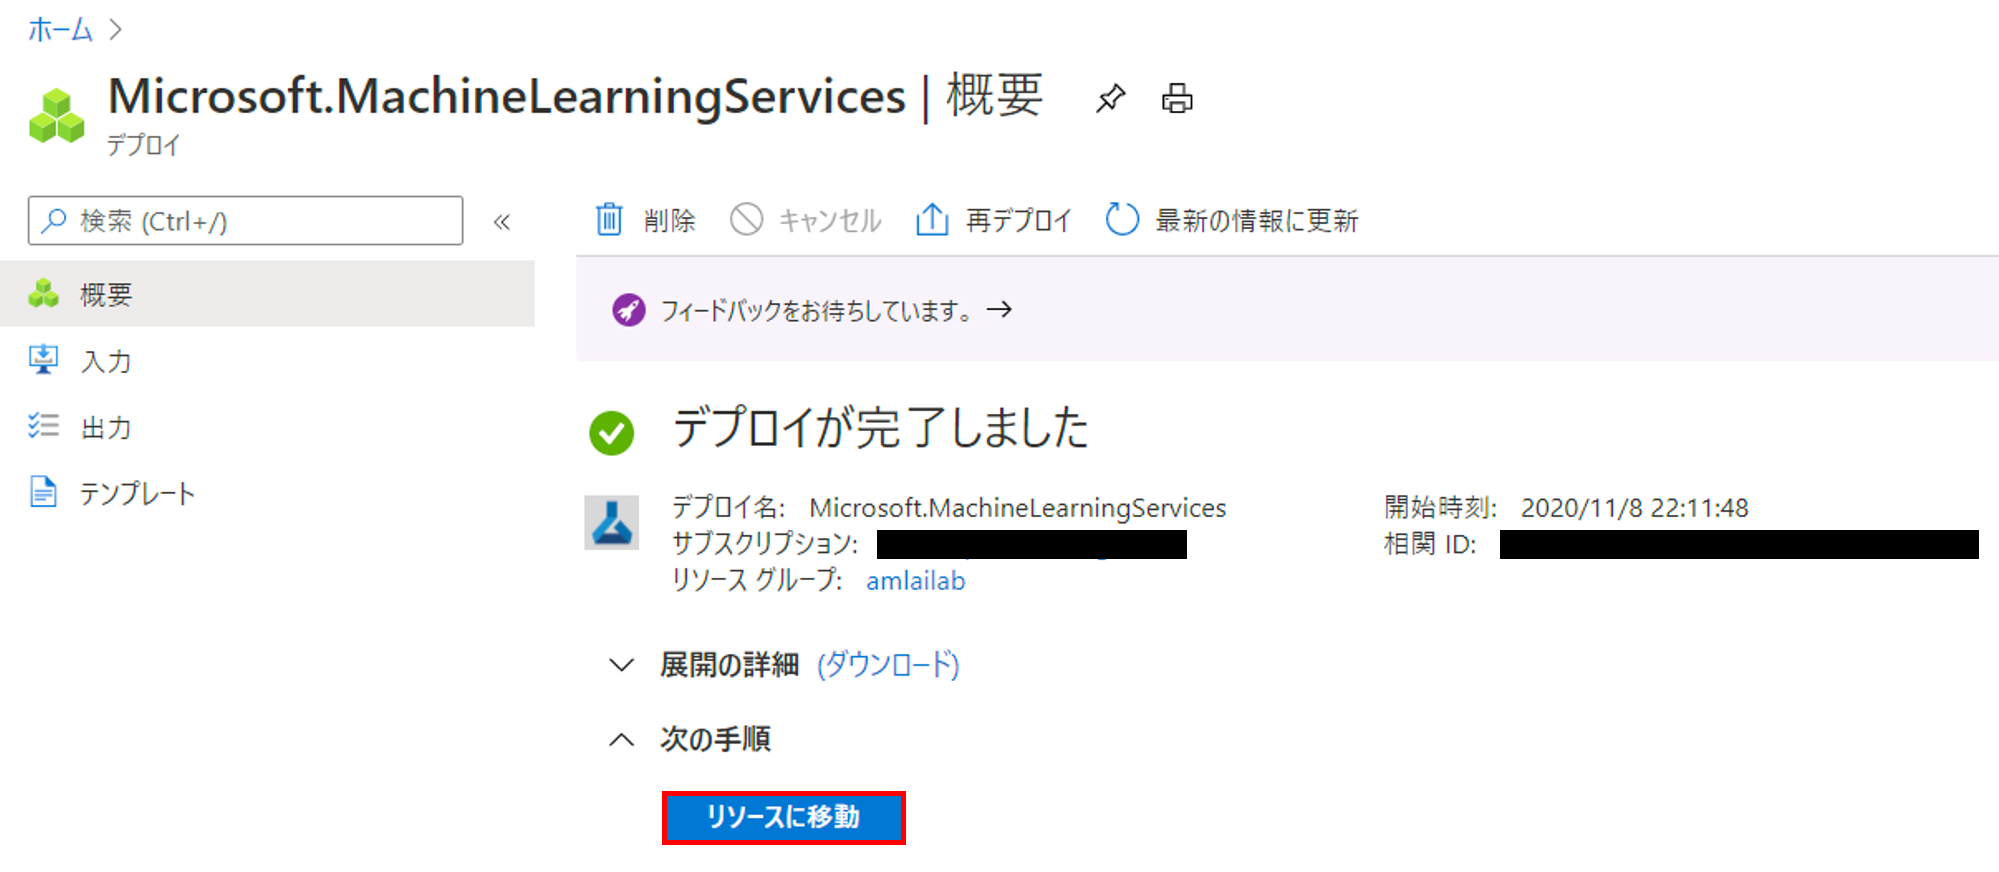 ホーム >
Microsoft.MachineLearningServices | 概要
デプロイ
検索 (Ctrl+/)
«
削除
キャンセル
再デプロイ
最新の情報に更新
概要
入力
出力
テンプレート
フィードバックをお待ちしています。 →
デプロイが完了しました
デプロイ名: Microsoft.MachineLearningServices
サブスクリプション:
リソース グループ: amlailab
開始時刻: 2020/11/8 22:11:48
相関 ID:
展開の詳細 (ダウンロード)
次の手順
リソースに移動